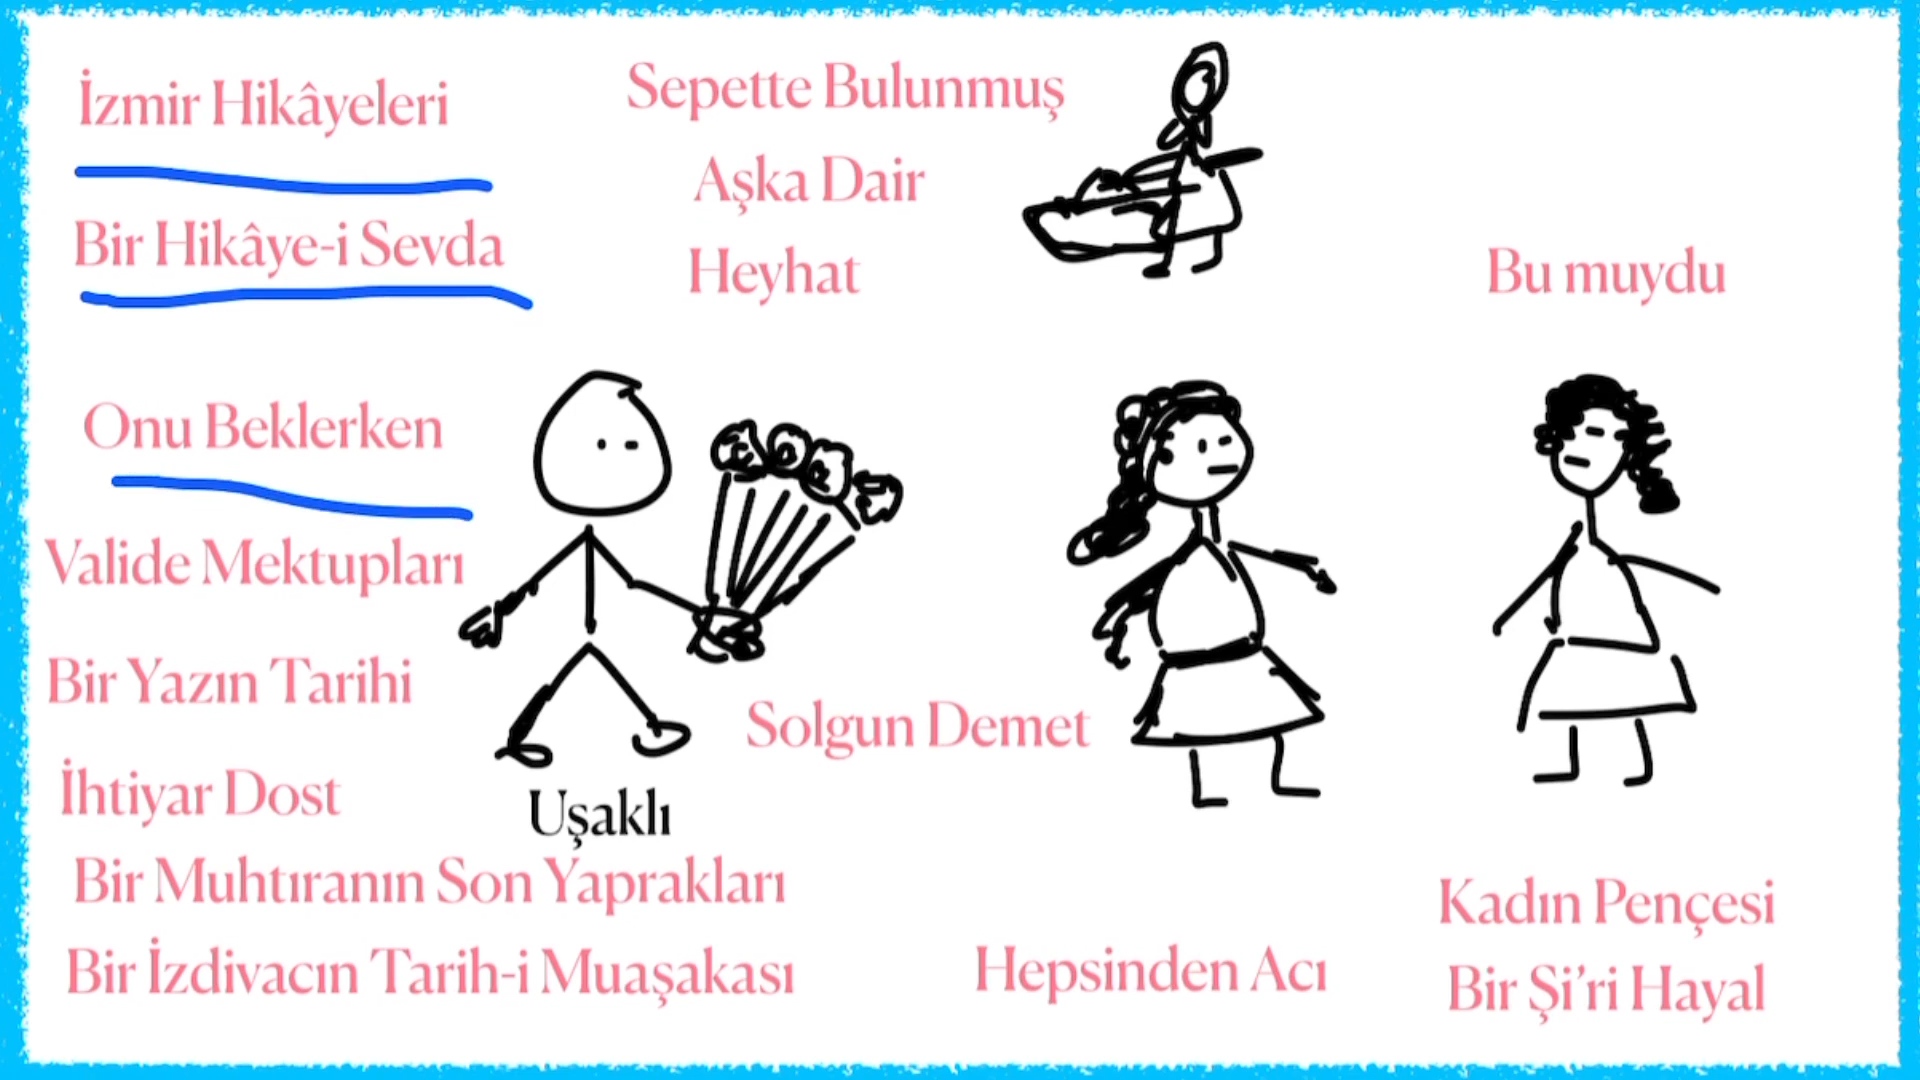 İzmir Hikâyeleri
Bir Hikâye-i Sevda
Onu Beklerken
Valide Mektupları
Bir Yazın Tarihi
İhtiyar Dost
Bir Muhtıranın Son Yaprakları
Bir İzdivacın Tarih-i Muaşakası
Sepette Bulunmuş
Aşka Dair
Heyhat
Uşaklı
Solgun Demet
Hepsinden Acı
Bu muydu
Kadın Pençesi
Bir Şi’ri Hayal